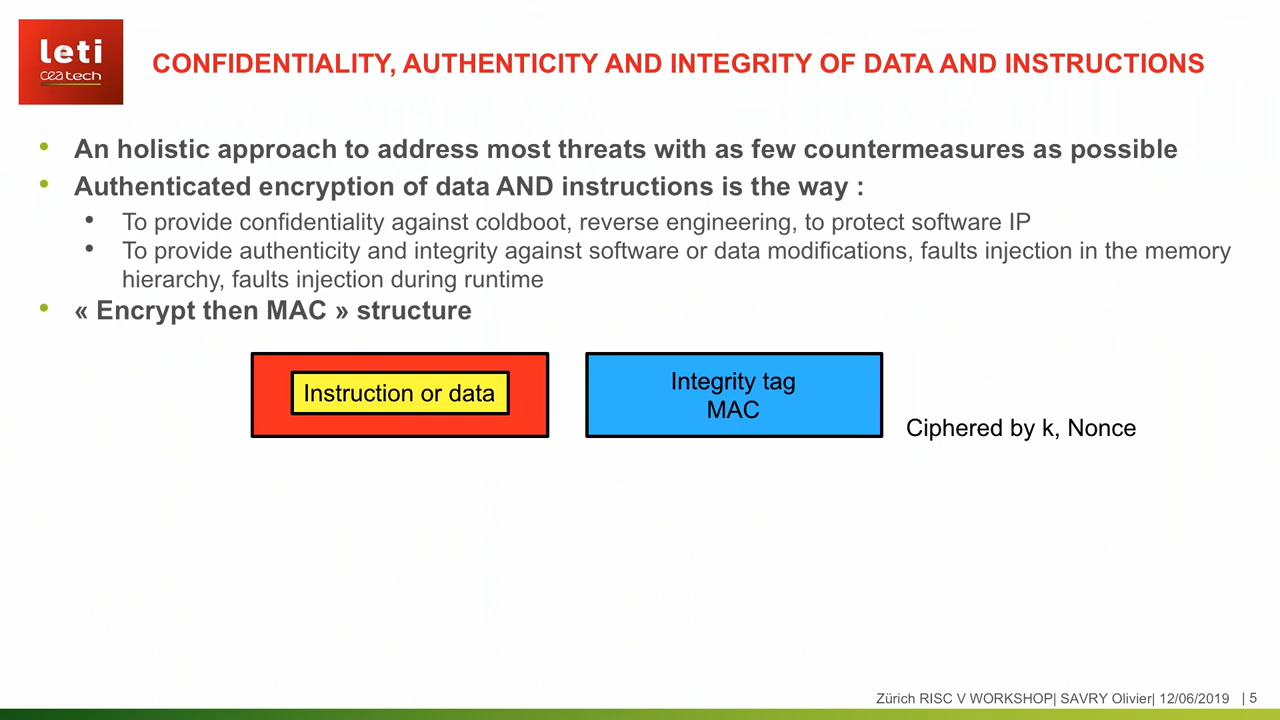 leti
ceatech
CONFIDENTIALITY, AUTHENTICITY AND INTEGRITY OF DATA AND INSTRUCTIONS
• An holistic approach to address most threats with as few countermeasures as possible
• Authenticated encryption of data AND instructions is the way :
• To provide confidentiality against coldboot, reverse engineering, to protect software IP
• To provide authenticity and integrity against software or data modifications, faults injection in the memory
hierarchy, faults injection during runtime
• « Encrypt then MAC » structure
Instruction or data
Integrity tag
MAC
Ciphered by k, Nonce
Zürich RISC V WORKSHOP| SAVRY Olivier| 12/06/2019 | 5